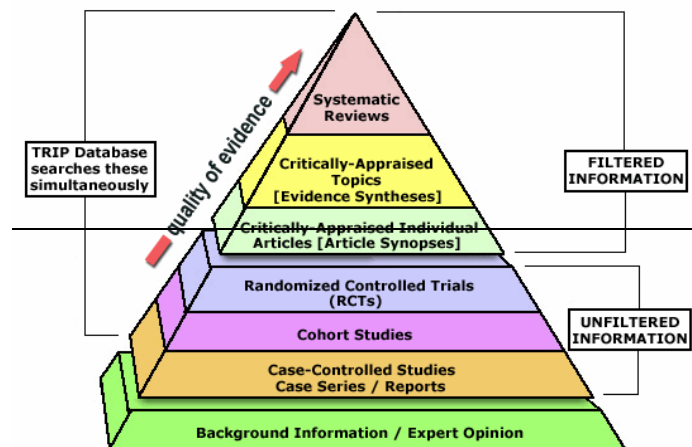 quality of evidence
Systematic
Reviews
TRIP Database
searches these
simultaneously
Critically-Appraised
Topics
[Evidence Syntheses]
FILTERED
INFORMATION
Critically-Appraised Individual
Articles [Article Synopses]
Randomized Controlled Trials
(RCTs)
UNFILTERED
INFORMATION
Cohort Studies
Case-Controlled Studies
Case Series / Reports
Background Information / Expert Opinion